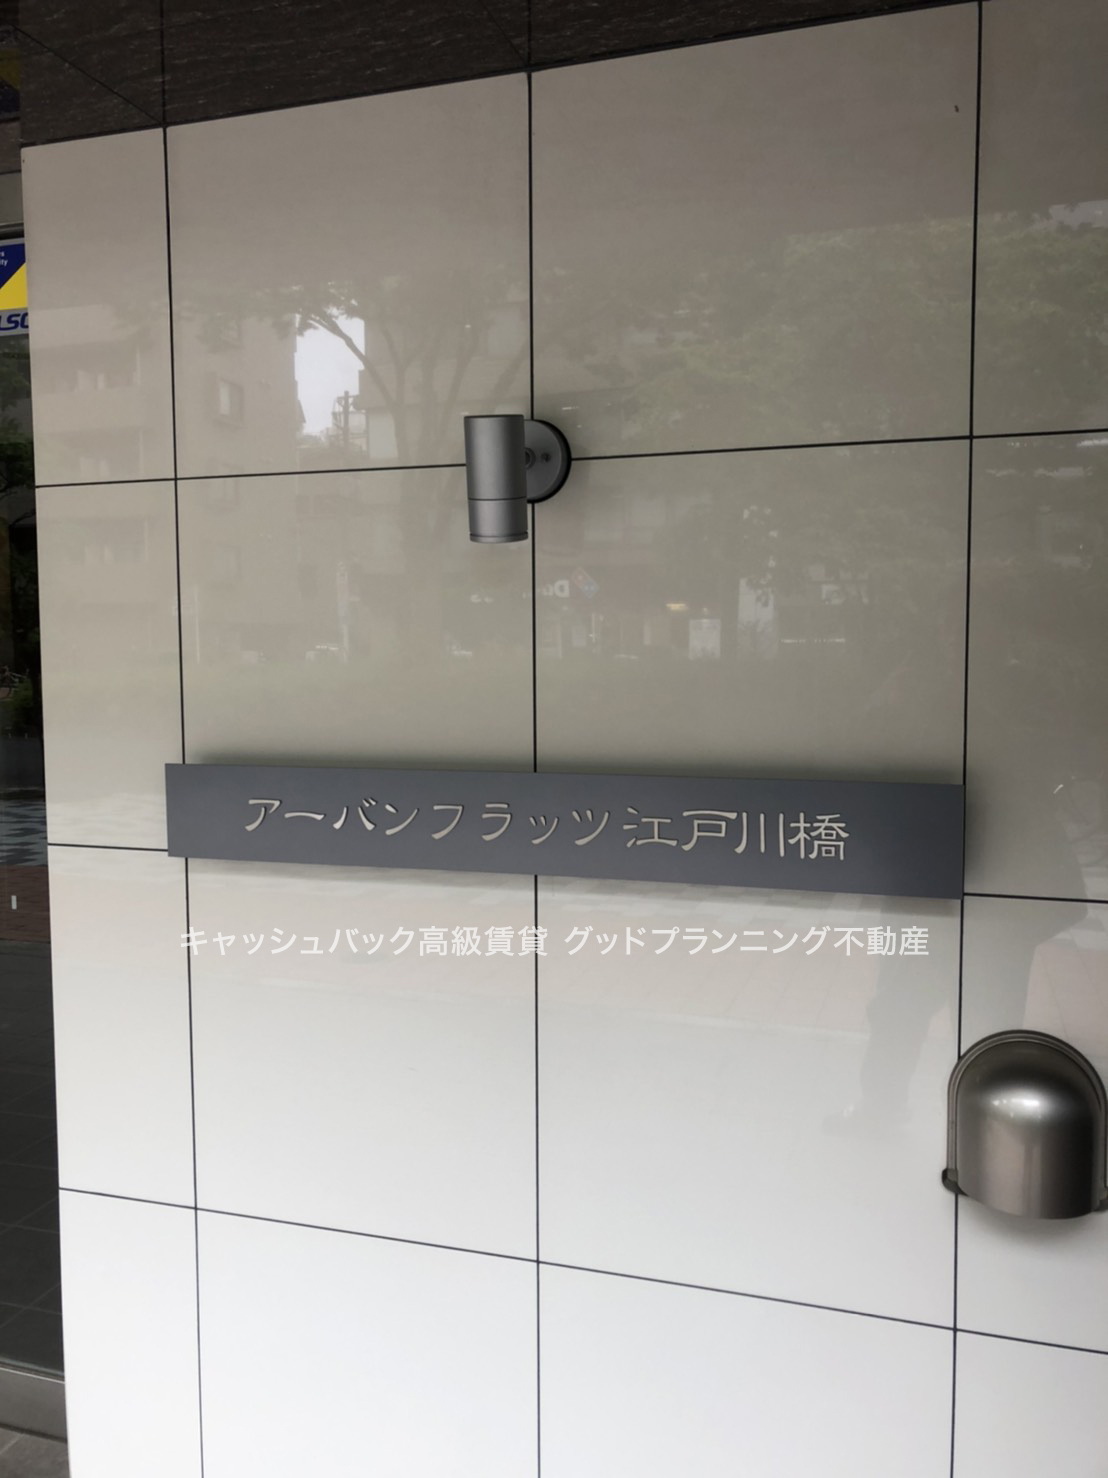 アーバンフラッツ江戸川橋
キャッシュバック高級賃貸 グッドプランニング不動産